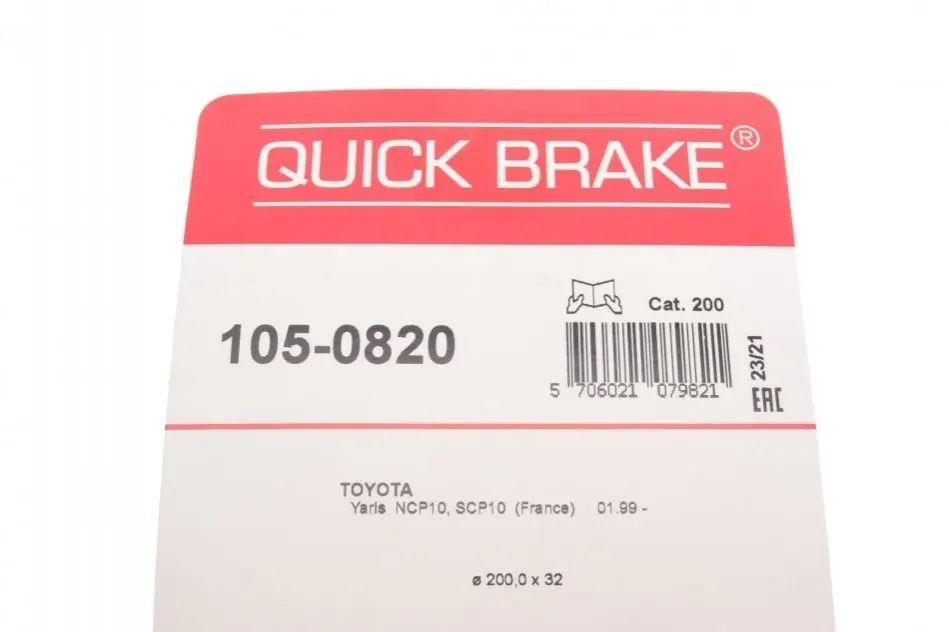 QUICK BRAKE®
Cat. 200
105-0820
23/21
5 706021 079821
EAC
TOYOTA
Yaris NCP10, SCP10 (France) 01.99 -
ø 200,0 x 32